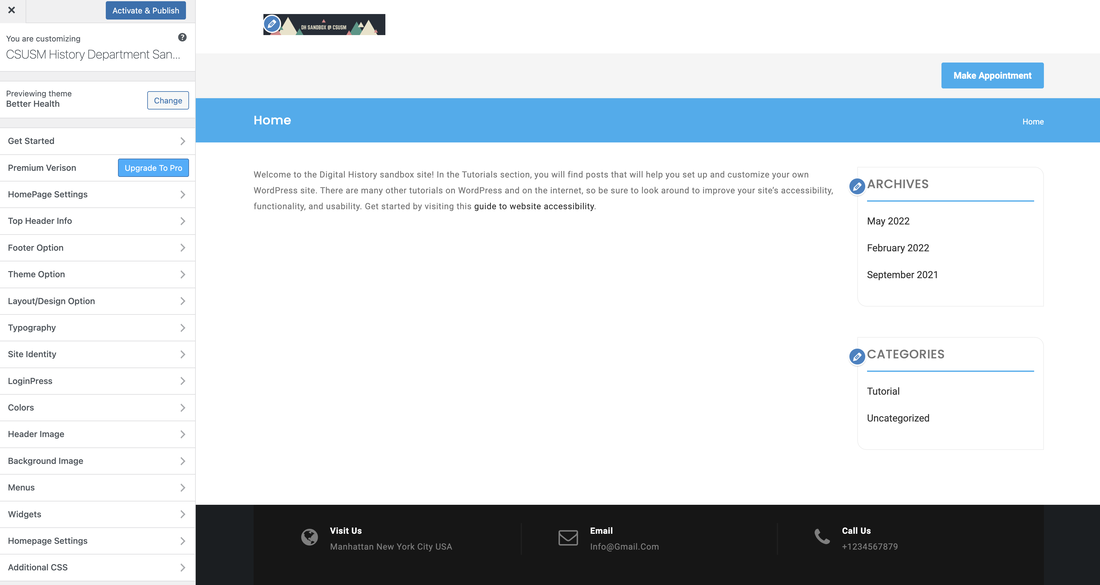 Activate & Publish
You are customizing
CSUSM History Department San...
Previewing theme
Better Health
Change
Get Started
Premium Verison
Upgrade To Pro
HomePage Settings
Top Header Info
Footer Option
Theme Option
Layout/Design Option
Typography
Site Identity
LoginPress
Colors
Header Image
Background Image
Menus
Widgets
Homepage Settings
Additional CSS
DH SANDBOX @ CSUSM
Make Appointment
Home
Home
Welcome to the Digital History sandbox site! In the Tutorials section, you will find posts that will help you set up and customize your own
WordPress site. There are many other tutorials on WordPress and on the internet, so be sure to look around to improve your site's accessibility,
functionality, and usability. Get started by visiting this guide to website accessibility.
ARCHIVES
May 2022
February 2022
September 2021
CATEGORIES
Tutorial
Uncategorized
Visit Us
Manhattan New York City USA
Email
Info@Gmail.Com
Call Us
+1234567879